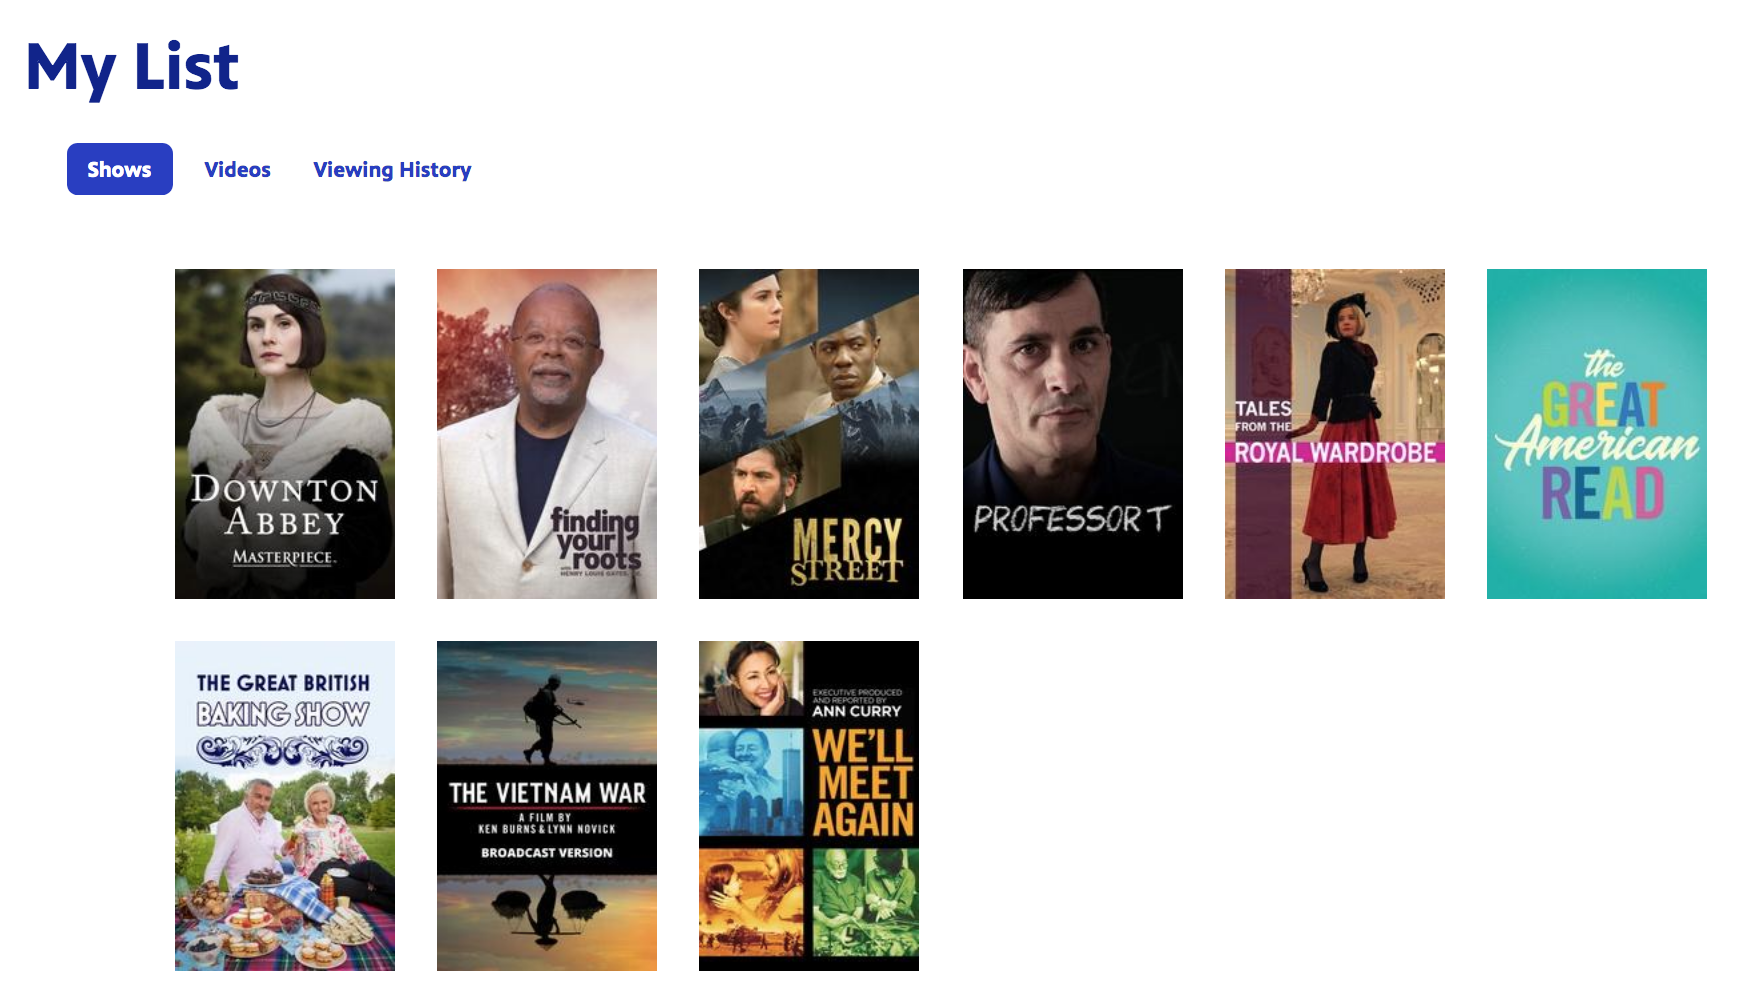 My List
Shows
Videos
Viewing History
DOWNTON
ABBEY
MASTERPIECE
finding
your
roots
with
HENRY LOUIS GATES, JR.
MERCY
STREET
PROFESSOR T
TALES
FROM THE
ROYAL WARDROBE
the
GREAT
American
READ
THE GREAT BRITISH
BAKING SHOW
THE VIETNAM WAR
A FILM BY
KEN BURNS & LYNN NOVICK
BROADCAST VERSION
EXECUTIVE PRODUCED
AND REPORTED BY
ANN CURRY
WE'LL
MEET
AGAIN